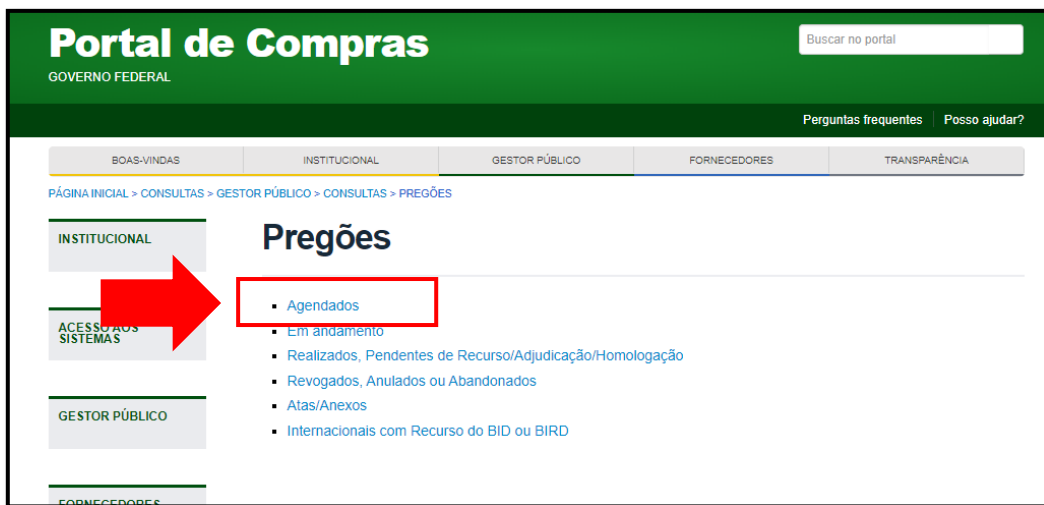 Portal de Compras
GOVERNO FEDERAL
Buscar no portal
Perguntas frequentes
Posso ajudar?
BOAS-VINDAS
INSTITUCIONAL
GESTOR PÚBLICO
FORNECEDORES
TRANSPARÊNCIA
PÁGINA INICIAL > CONSULTAS > GESTOR PÚBLICO > CONSULTAS > PREGÕES
INSTITUCIONAL
ACESSO AOS
SISTEMAS
GESTOR PÚBLICO
FORNECEDORES
Pregões
Agendados
Em andamento
Realizados, Pendentes de Recurso/Adjudicação/Homologação
Revogados, Anulados ou Abandonados
Atas/Anexos
Internacionais com Recurso do BID ou BIRD